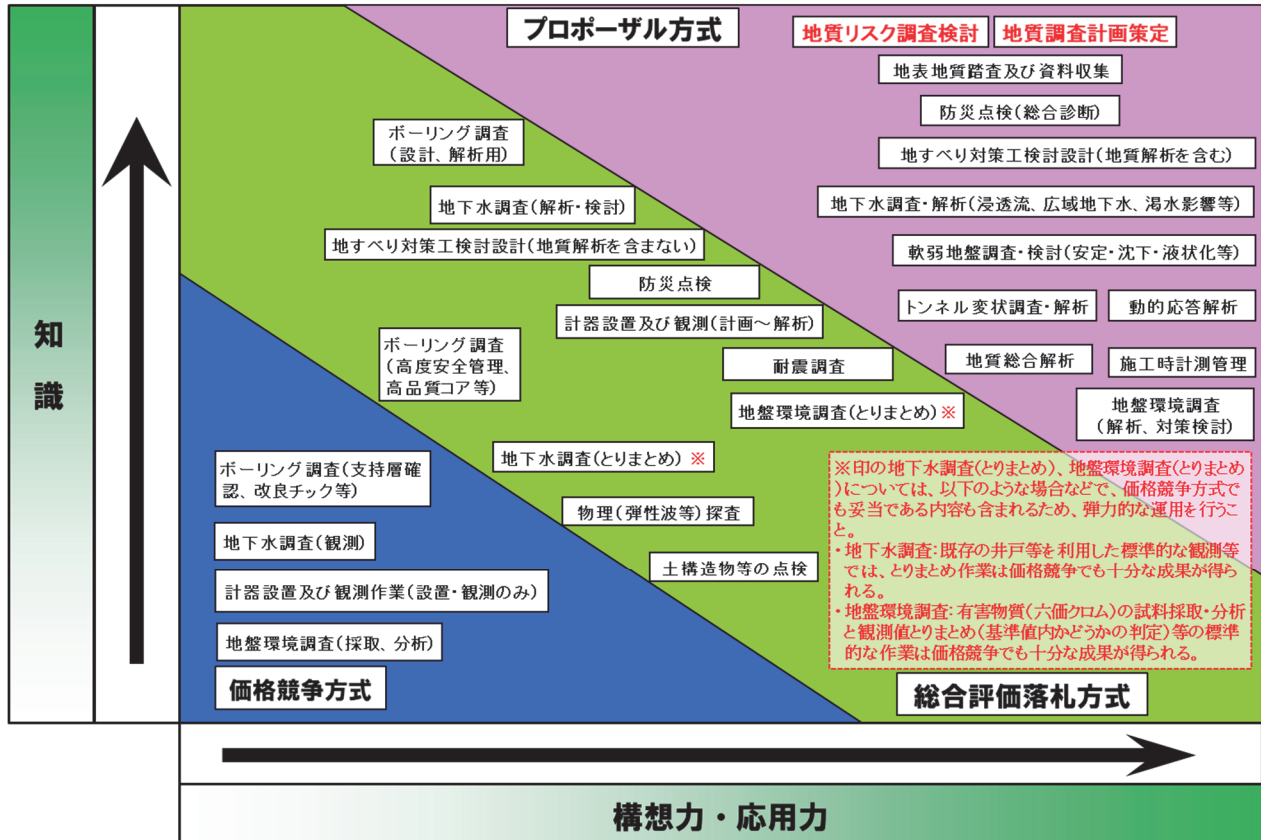 プロポーザル方式
地質リスク調査検討
地質調査計画策定
地表地質踏査及び資料収集
防災点検(総合診断)
地すべり対策工検討設計(地質解析を含む)
地下水調査・解析(浸透流、広域地下水、渇水影響等)
軟弱地盤調査・検討(安定・沈下・液状化等)
トンネル変状調査・解析
動的応答解析
地質総合解析
施工時計測管理
地盤環境調査
(解析、対策検討)
ボーリング調査
(設計、解析用)
地下水調査(解析・検討)
地すべり対策工検討設計(地質解析を含まない)
防災点検
計器設置及び観測(計画～解析)
ボーリング調査
(高度安全管理、
高品質コア等)
耐震調査
地盤環境調査(とりまとめ)※
地下水調査(とりまとめ)※
物理(弾性波等)探査
土構造物等の点検
※印の地下水調査(とりまとめ)、地盤環境調査(とりまとめ
)については、以下のような場合などで、価格競争方式で
も妥当である内容も含まれるため、弾力的な運用を行うこ
と。
・地下水調査:既存の井戸等を利用した標準的な観測等
では、とりまとめ作業は価格競争でも十分な成果が得ら
れる。
・地盤環境調査:有害物質(六価クロム)の試料採取・分析
と観測値とりまとめ(基準値内かどうかの判定)等の標準
的な作業は価格競争でも十分な成果が得られる。
総合評価落札方式
ボーリング調査(支持層確
認、改良チック等)
地下水調査(観測)
計器設置及び観測作業(設置・観測のみ)
地盤環境調査(採取、分析)
価格競争方式
知
識
構想力・応用力